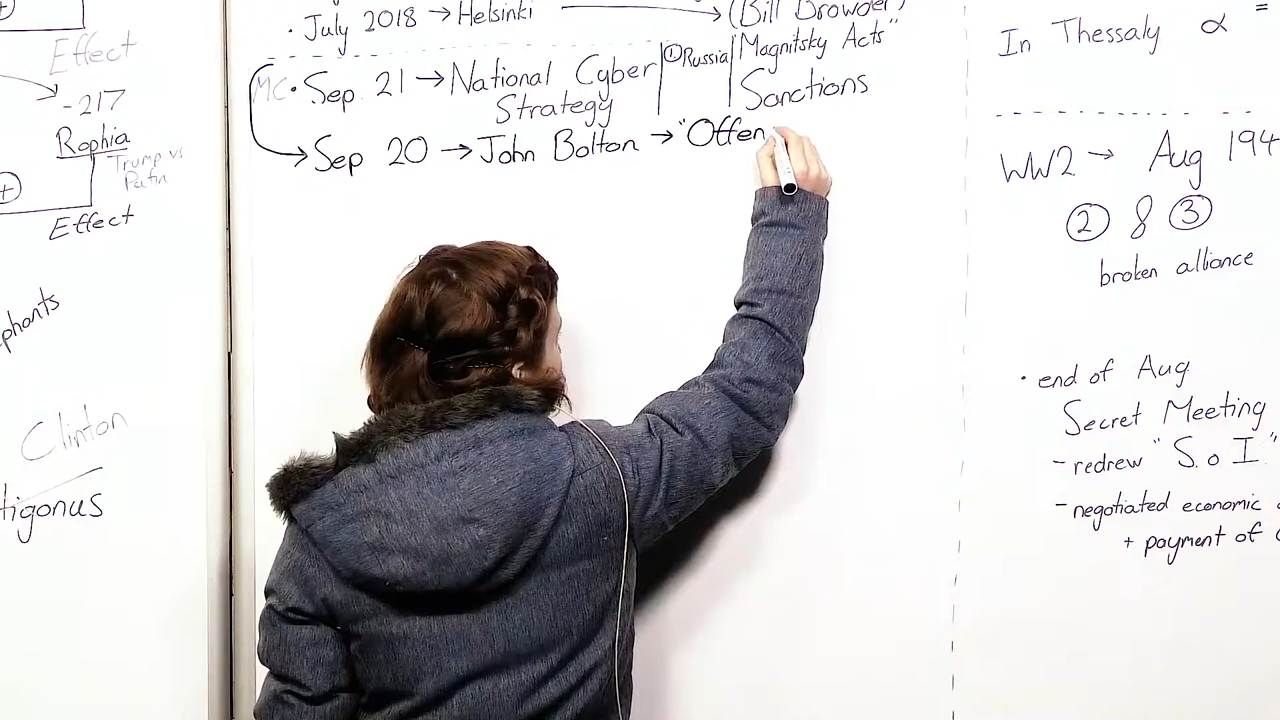 Effect
-217
Raphia
Trump vs
Putin
Effect
Clinton
tigonus
· July 2018 → Helsinki → (Bill Browder)
MC · Sep 21 → National Cyber
Strategy
① Russia
Magnitsky Acts"
Sanctions
→ Sep 20 → John Bolton → "Offen
In Thessaly α =
WW2 → Aug 194
② & ③
broken alliance
· end of Aug
Secret Meeting
- redrew "S.o I."
- negotiated economic
+ payment of